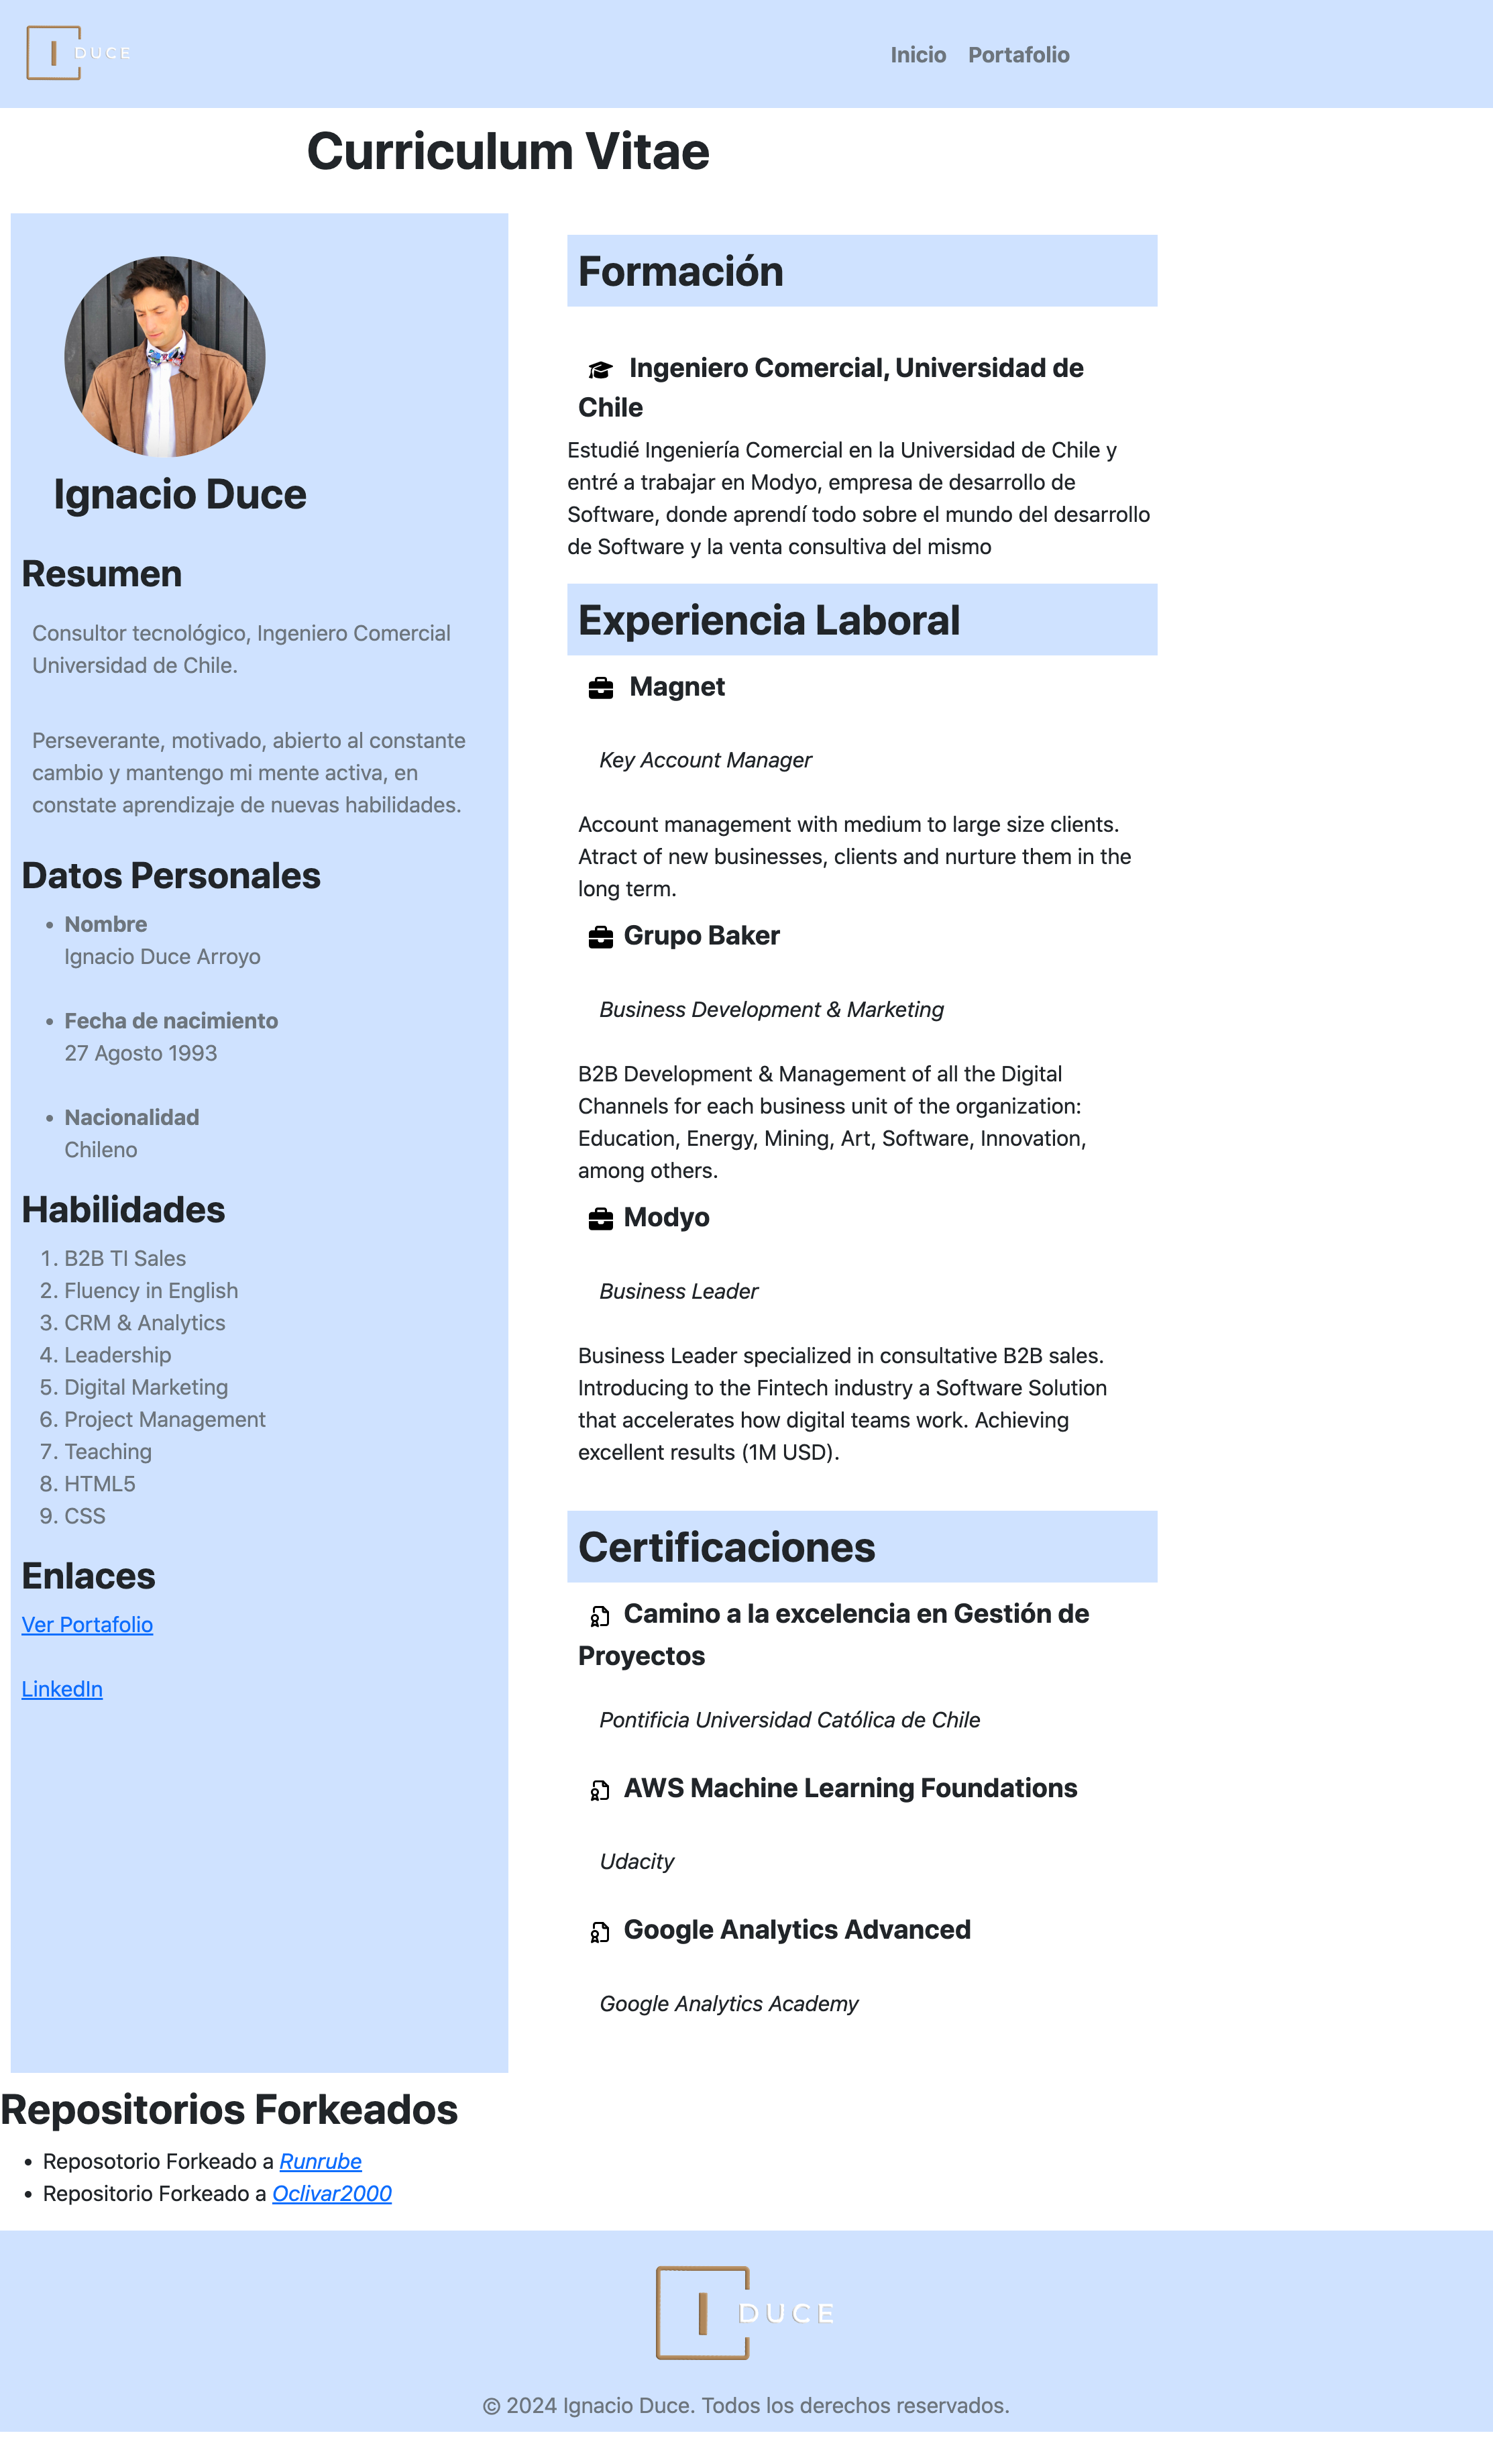 I DUCE
Inicio Portafolio
Curriculum Vitae
Ignacio Duce
Resumen
Consultor tecnológico, Ingeniero Comercial
Universidad de Chile.
Perseverante, motivado, abierto al constante
cambio y mantengo mi mente activa, en
constate aprendizaje de nuevas habilidades.
Datos Personales
• Nombre
Ignacio Duce Arroyo
• Fecha de nacimiento
27 Agosto 1993
• Nacionalidad
Chileno
Habilidades
1. B2B TI Sales
2. Fluency in English
3. CRM & Analytics
4. Leadership
5. Digital Marketing
6. Project Management
7. Teaching
8. HTML5
9. CSS
Enlaces
Ver Portafolio
LinkedIn
Formación
Ingeniero Comercial, Universidad de
Chile
Estudié Ingeniería Comercial en la Universidad de Chile y
entré a trabajar en Modyo, empresa de desarrollo de
Software, donde aprendí todo sobre el mundo del desarrollo
de Software y la venta consultiva del mismo
Experiencia Laboral
Magnet
Key Account Manager
Account management with medium to large size clients.
Atract of new businesses, clients and nurture them in the
long term.
Grupo Baker
Business Development & Marketing
B2B Development & Management of all the Digital
Channels for each business unit of the organization:
Education, Energy, Mining, Art, Software, Innovation,
among others.
Modyo
Business Leader
Business Leader specialized in consultative B2B sales.
Introducing to the Fintech industry a Software Solution
that accelerates how digital teams work. Achieving
excellent results (1M USD).
Certificaciones
Camino a la excelencia en Gestión de
Proyectos
Pontificia Universidad Católica de Chile
AWS Machine Learning Foundations
Udacity
Google Analytics Advanced
Google Analytics Academy
Repositorios Forkeados
• Reposotorio Forkeado a Runrube
• Repositorio Forkeado a Oclivar2000
I DUCE
© 2024 Ignacio Duce. Todos los derechos reservados.